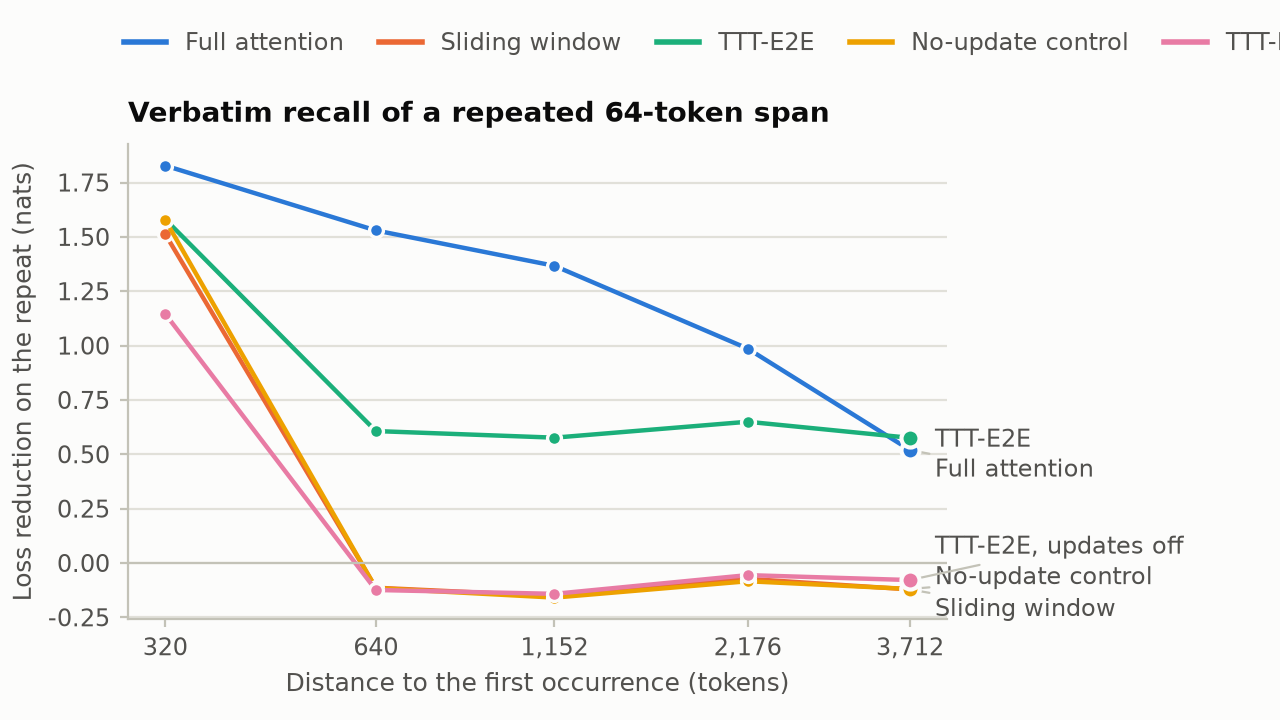 Full attention Sliding window TTT-E2E No-update control
Verbatim recall of a repeated 64-token span
Loss reduction on the repeat (nats)
1.75
1.50
1.25
1.00
0.75
0.50
0.25
0.00
-0.25
TTT-E2E
Full attention
TTT-E2E, updates off
No-update control
Sliding window
320 640 1,152 2,176 3,712
Distance to the first occurrence (tokens)